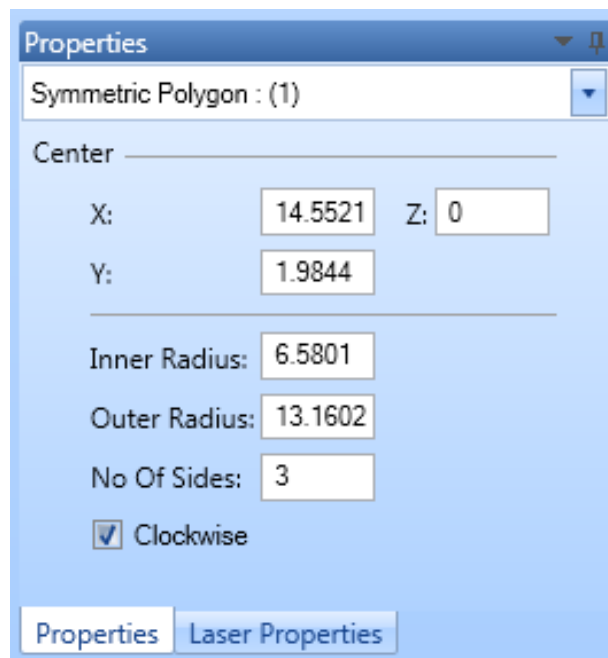 Properties
Symmetric Polygon : (1)
Center
X: 14.5521 Z: 0
Y: 1.9844
Inner Radius: 6.5801
Outer Radius: 13.1602
No Of Sides: 3
Clockwise
Properties Laser Properties